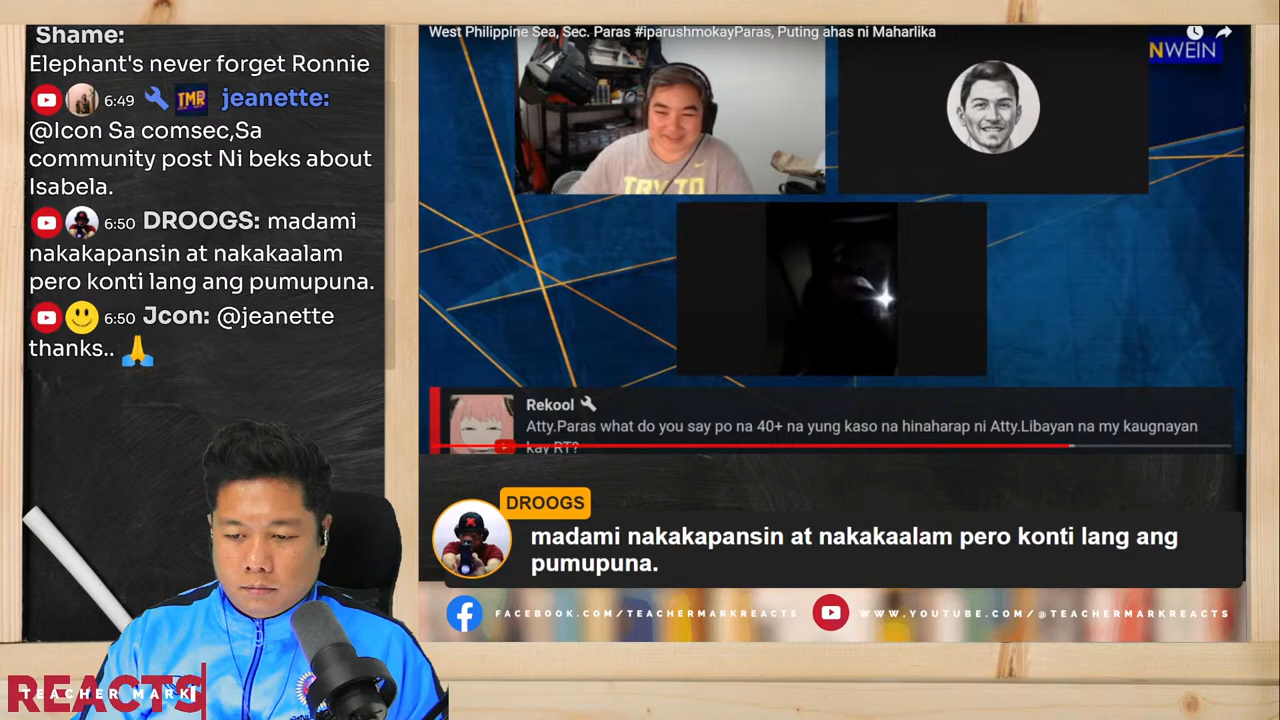 Shame:
Elephant's never forget Ronnie
6:49 TMR jeanette:
@Icon Sa comsec,Sa
community post Ni beks about
Isabela.
6:50 DROOGS: madami
nakakapansin at nakakaalam
pero konti lang ang pumupuna.
6:50 Jcon: @jeanette
thanks.. 🙏
West Philippine Sea, Sec. Paras #iparushmokayParas, Puting ahas ni Maharlika
NWEIN
TRY TO
Rekool
Atty.Paras what do you say po na 40+ na yung kaso na hinaharap ni Atty.Libayan na my kaugnayan
kay RT?
DROOGS
madami nakakapansin at nakakaalam pero konti lang ang
pumupuna.
FACEBOOK.COM/TEACHERMARKREACTS
WWW.YOUTUBE.COM/@TEACHERMARKREACTS
TEACHER MARK
REACTS